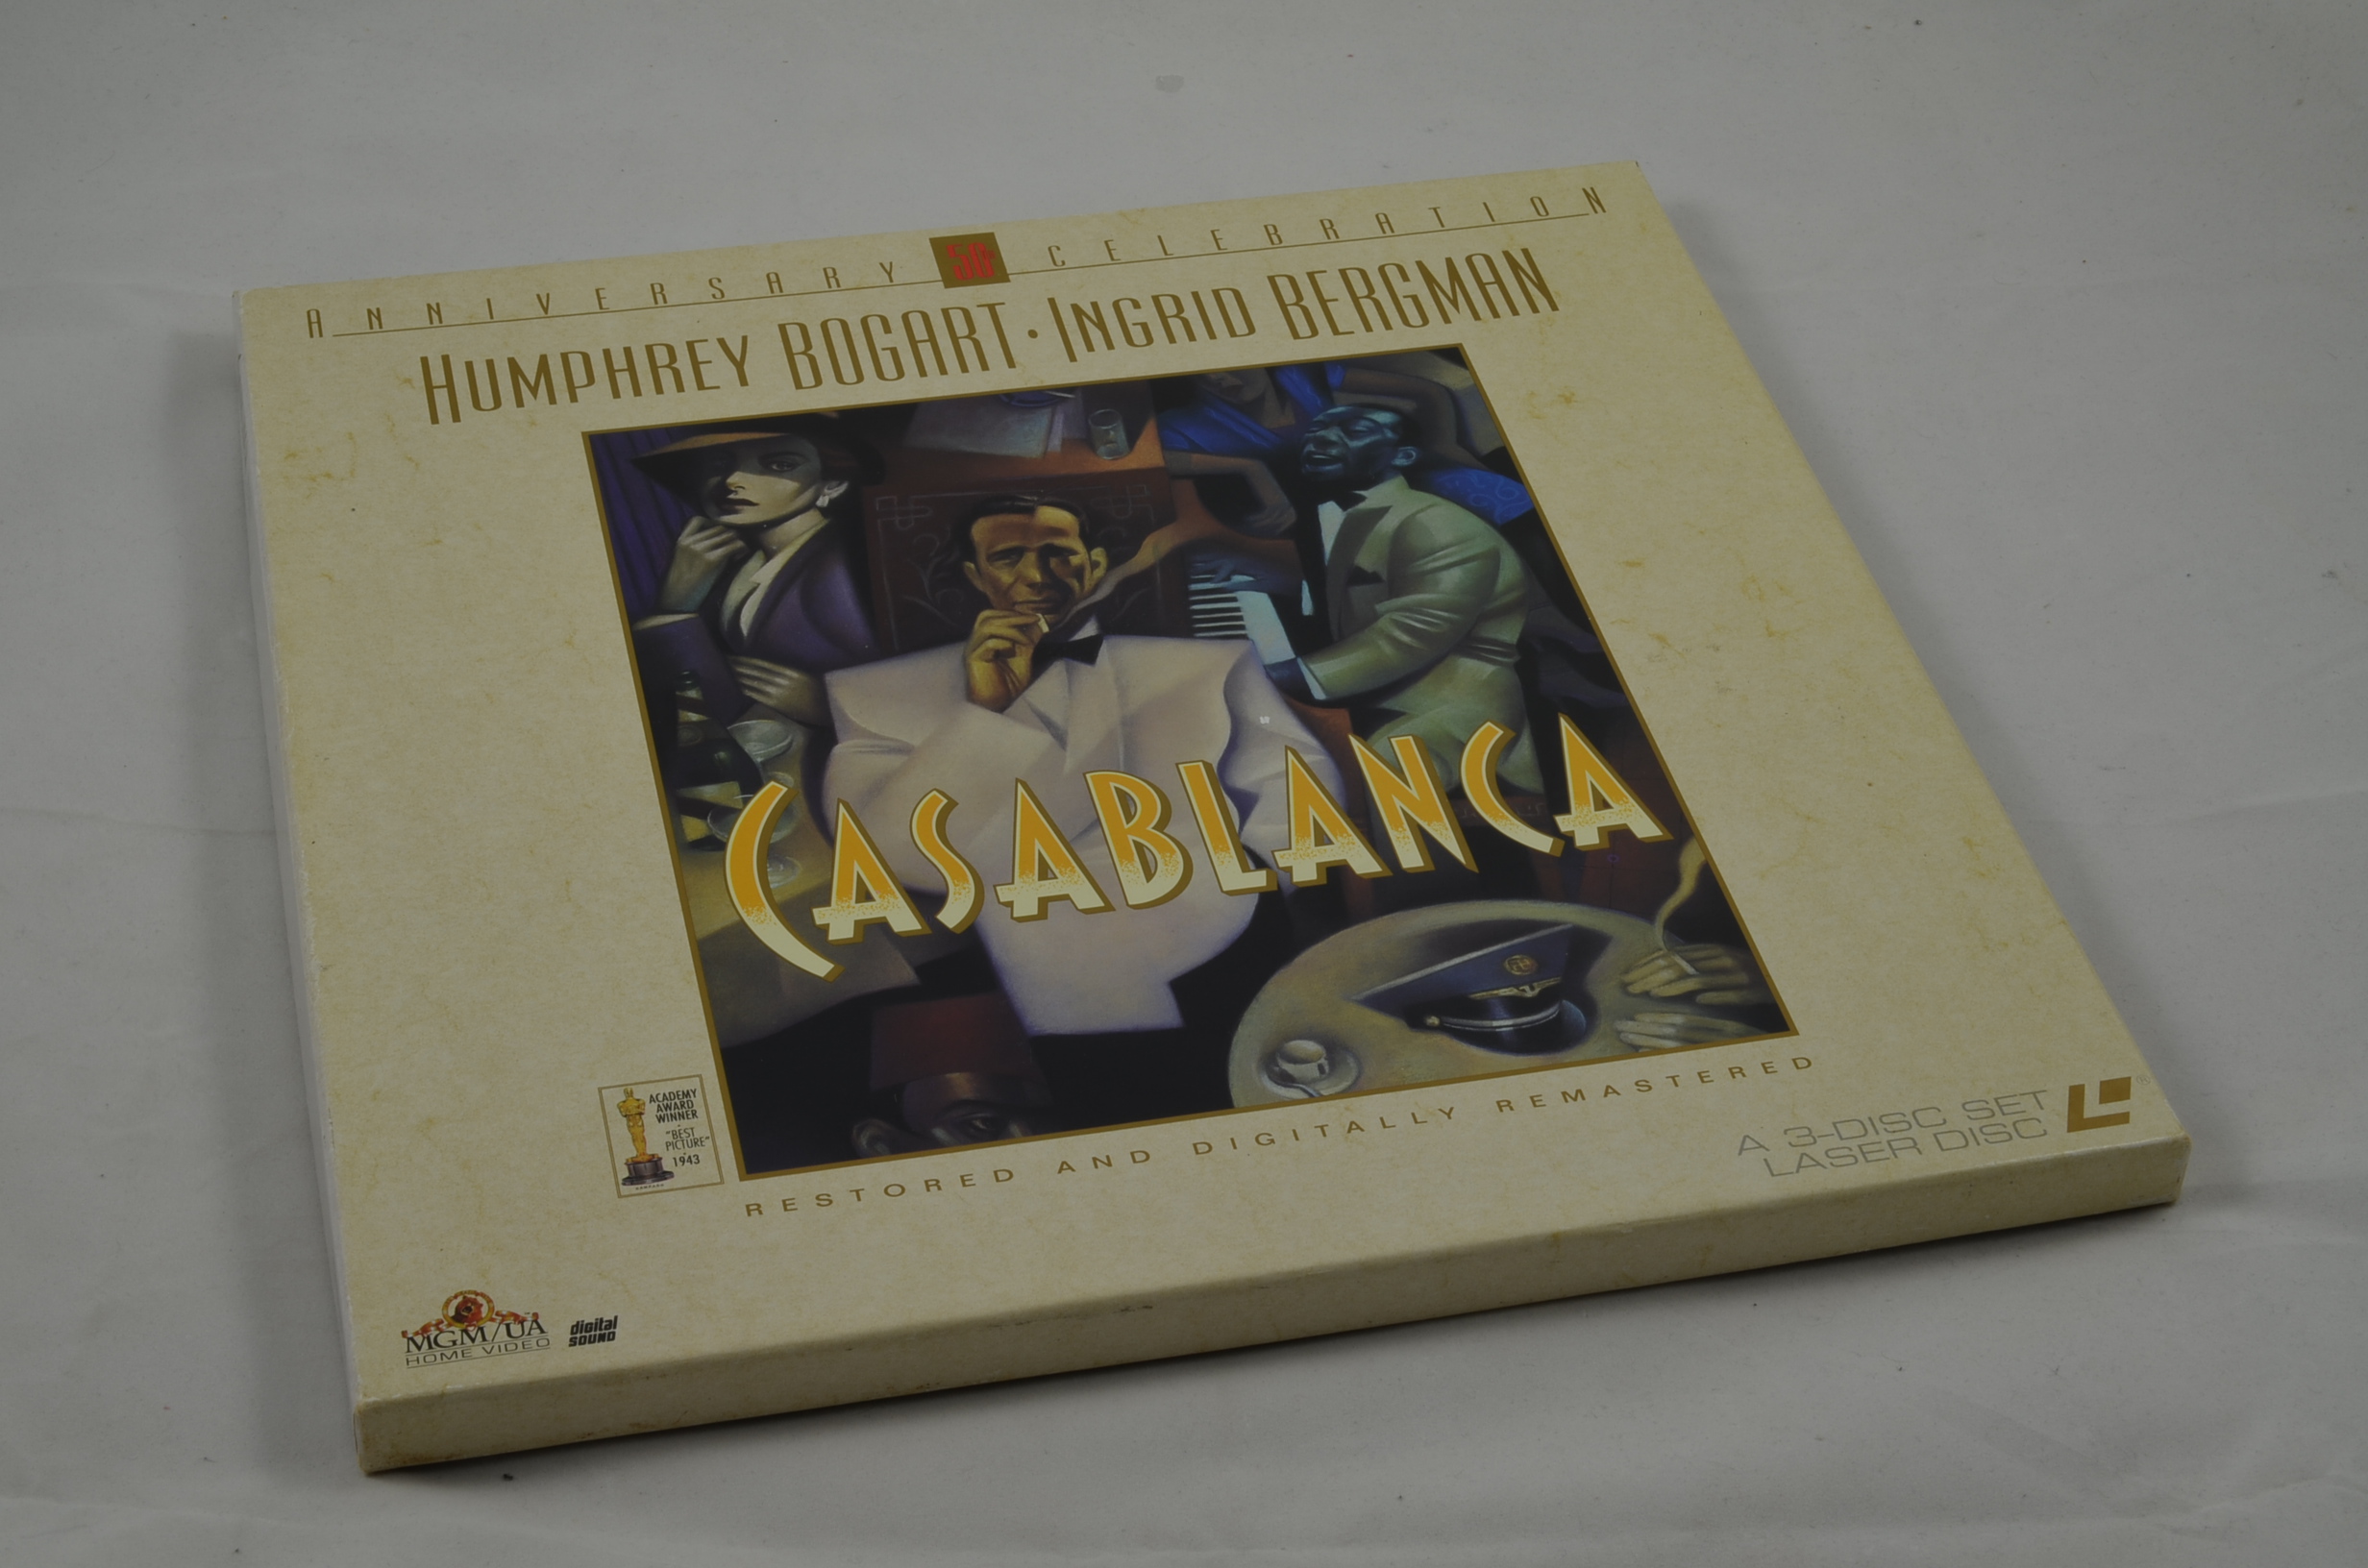 ANNIVERSARY 50 CELEBRATION
HUMPHREY BOGART · INGRID BERGMAN
CASABLANCA
ACADEMY
AWARD
WINNER
"BEST
PICTURE"
1943
RESTORED AND DIGITALLY REMASTERED
A 3-DISC SET
LASER DISC
®
MGM/UA
HOME VIDEO
digital
SOUND